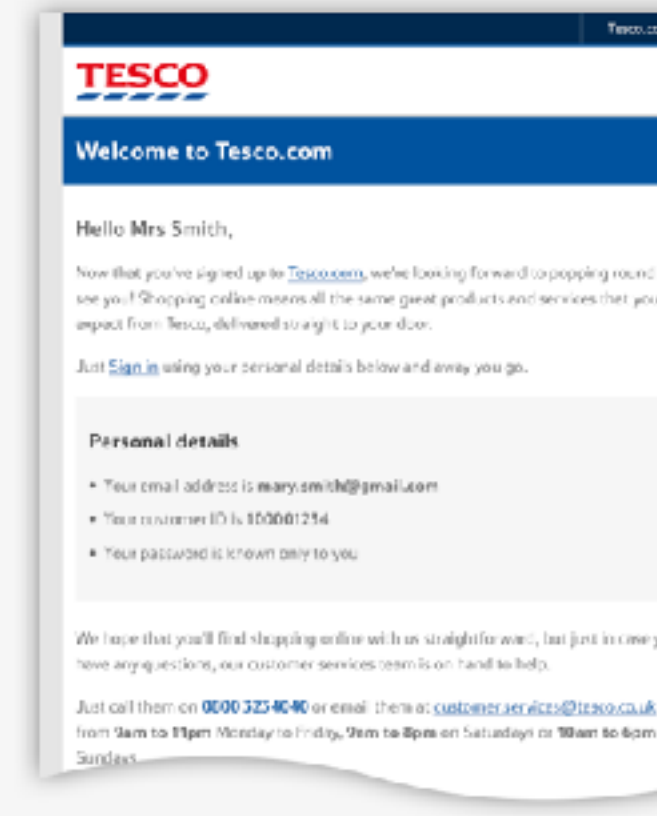 Tesco.co
TESCO
Welcome to Tesco.com
Hello Mrs Smith,
Now that you've signed up to Tesco.com, we're looking forward to popping round
see you! Shopping online means all the same great products and services that you
expect from Tesco, delivered straight to your door.
Just Sign in using your personal details below and away you go.
Personal details
• Your email address is mary.smith@gmail.com
• Your customer ID is 100001234
• Your password is known only to you
We hope that you'll find shopping online with us straightforward, but just in case y
have any questions, our customer services team is on hand to help.
Just call them on 0800 323 4040 or email them at customer.services@tesco.co.uk
from 9am to 11pm Monday to Friday, 9am to 8pm on Saturdays or 10am to 6pm
Sundays